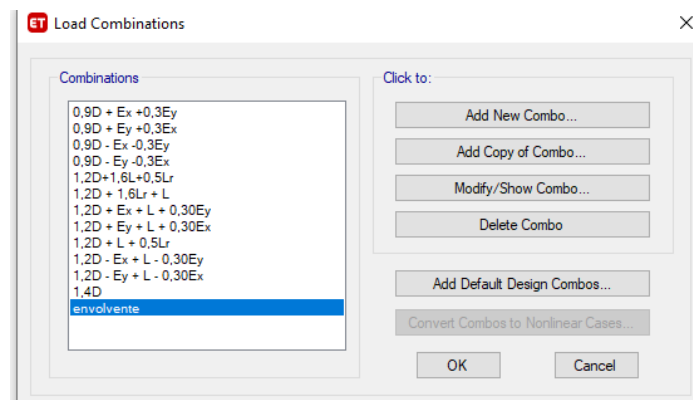 ET Load Combinations
Combinations
0,9D + Ex +0,3Ey
0,9D + Ey +0,3Ex
0,9D - Ex -0,3Ey
0,9D - Ey -0,3Ex
1,2D+1,6L+0,5Lr
1,2D + 1,6Lr + L
1,2D + Ex + L + 0,30Ey
1,2D + Ey + L + 0,30Ex
1,2D + L + 0,5Lr
1,2D - Ex + L - 0,30Ey
1,2D - Ey + L - 0,30Ex
1,4D
envolvente
Click to:
Add New Combo...
Add Copy of Combo...
Modify/Show Combo...
Delete Combo
Add Default Design Combos...
Convert Combos to Nonlinear Cases...
OK
Cancel